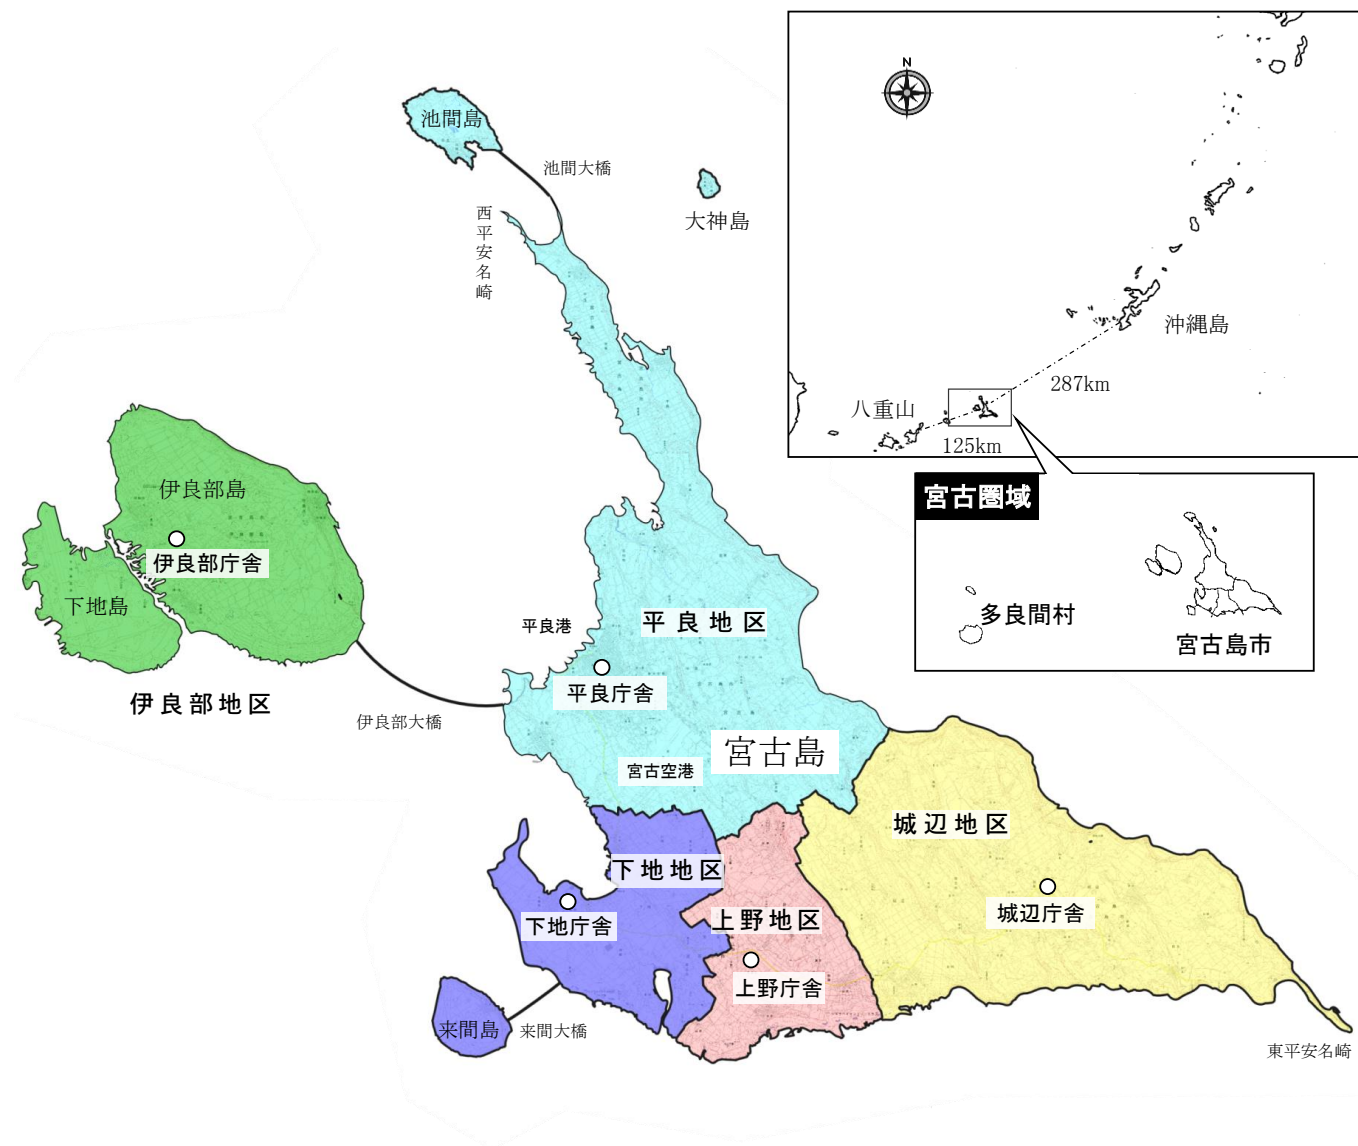 N
沖縄島
287km
八重山
125km
宮古圏域
多良間村
宮古島市
池間島
池間大橋
大神島
西平安名崎
伊良部島
伊良部庁舎
下地島
伊良部地区
伊良部大橋
平良港
平良地区
平良庁舎
宮古島
宮古空港
城辺地区
城辺庁舎
下地地区
下地庁舎
上野地区
上野庁舎
来間島
来間大橋
東平安名崎